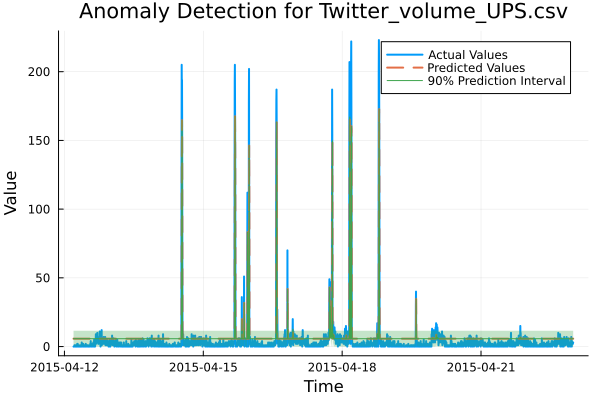 Anomaly Detection for Twitter_volume_UPS.csv
Actual Values
Predicted Values
90% Prediction Interval
200
150
100
50
0
Value
2015-04-12
2015-04-15
2015-04-18
2015-04-21
Time